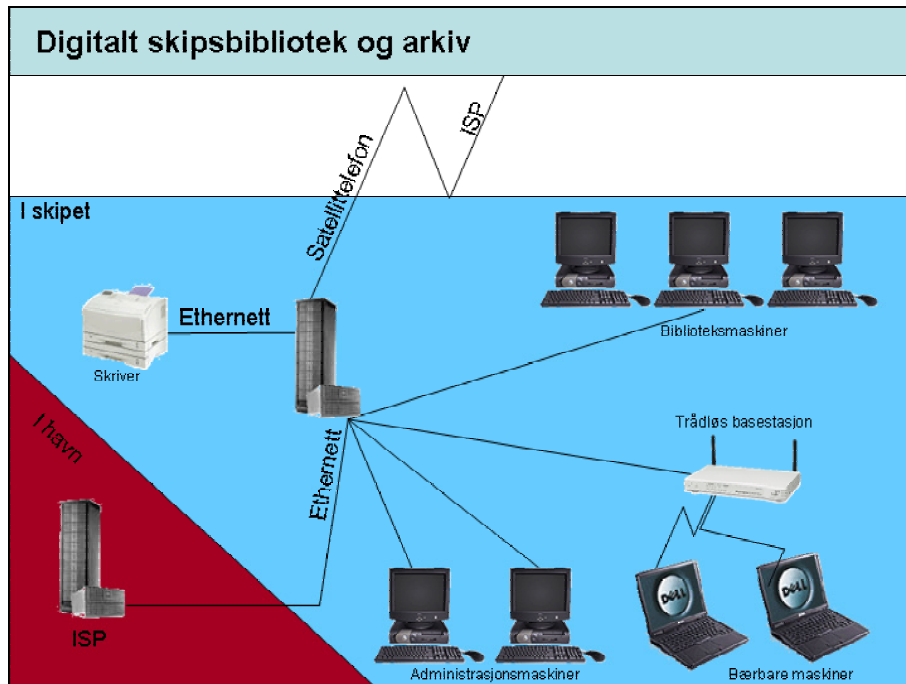 Digitalt skipsbibliotek og arkiv
ISP
Satellittelefon
I skipet
Ethernett
Skriver
Biblioteksmaskiner
I havn
Ethernett
Trådløs basestasjon
ISP
DELL
DELL
Administrasjonsmaskiner
Bærbare maskiner